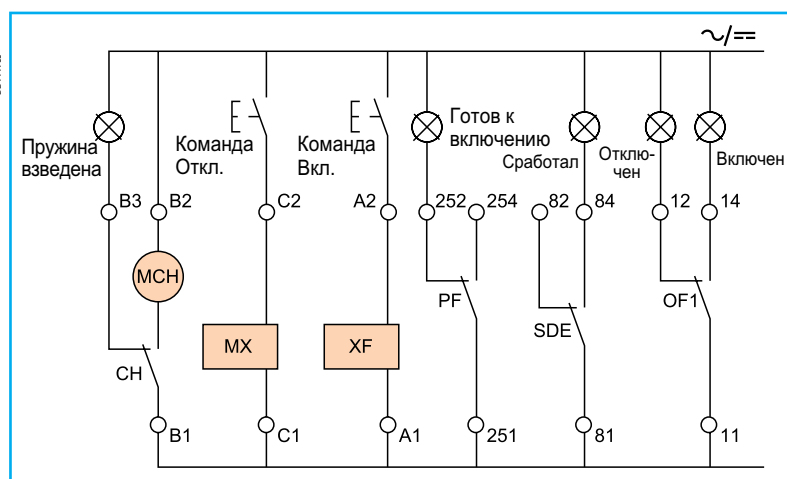 ~/==
Пружина
взведена
Команда
Откл.
Команда
Вкл.
Готов к
включению
Сработал
Отклю-
чен
Включен
B3
B2
C2
A2
252
254
82
84
12
14
MCH
CH
MX
XF
PF
SDE
OF1
B1
C1
A1
251
81
11